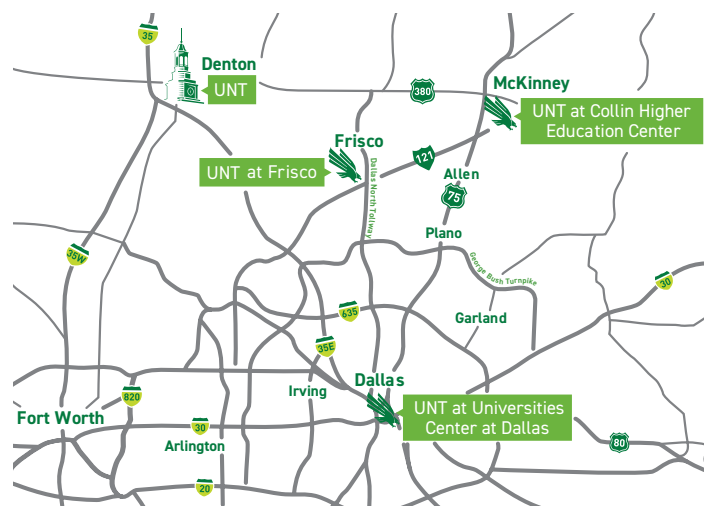 35
Denton
UNT
380
McKinney
UNT at Collin Higher
Education Center
Frisco
121
UNT at Frisco
Dallas North Tollway
Allen
75
Plano
35W
George Bush Turnpike
30
635
Garland
35E
Irving
Dallas
820
Fort Worth
UNT at Universities
Center at Dallas
30
Arlington
80
20